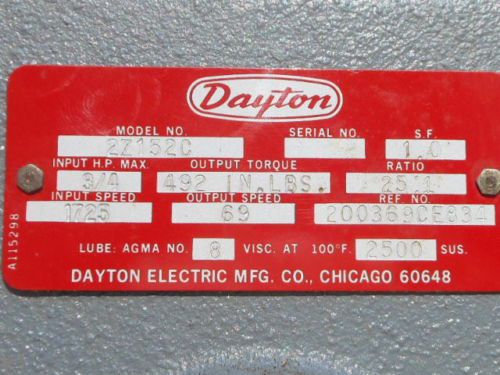 Dayton
MODEL NO. SERIAL NO. S.F.
2Z152C 1.0
INPUT H.P. MAX. OUTPUT TORQUE RATIO
3/4 492 IN.LBS. 25.1
INPUT SPEED OUTPUT SPEED REF. NO.
1725 69 200369CE834
LUBE: AGMA NO. 8 VISC. AT 100°F. 2500 SUS.
DAYTON ELECTRIC MFG. CO., CHICAGO 60648
A115298